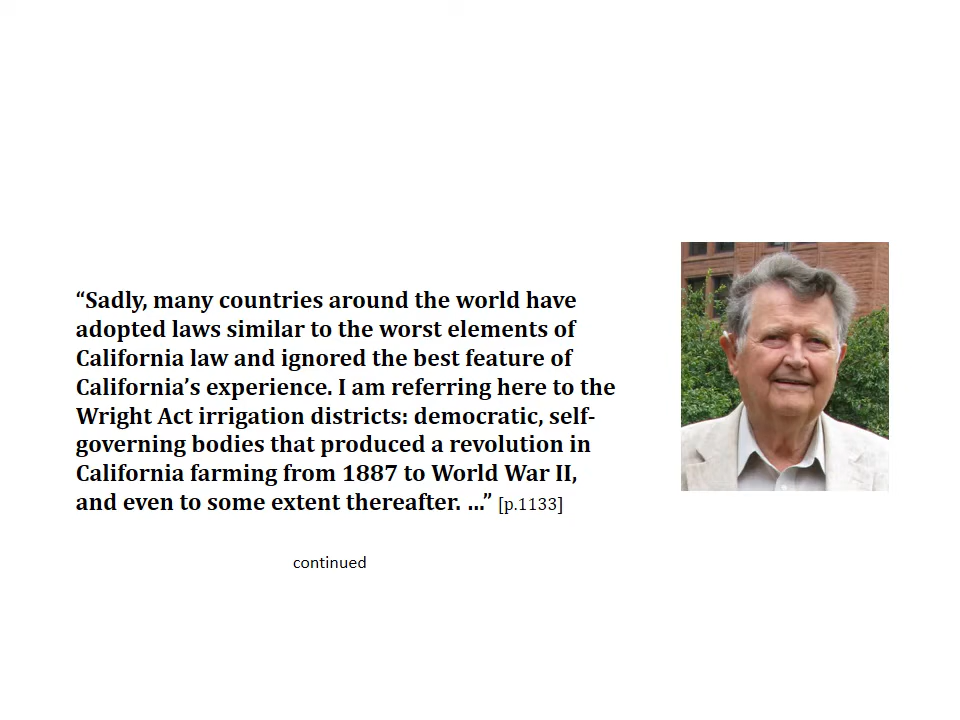 “Sadly, many countries around the world have
adopted laws similar to the worst elements of
California law and ignored the best feature of
California’s experience. I am referring here to the
Wright Act irrigation districts: democratic, self-
governing bodies that produced a revolution in
California farming from 1887 to World War II,
and even to some extent thereafter. …” [p.1133]
continued